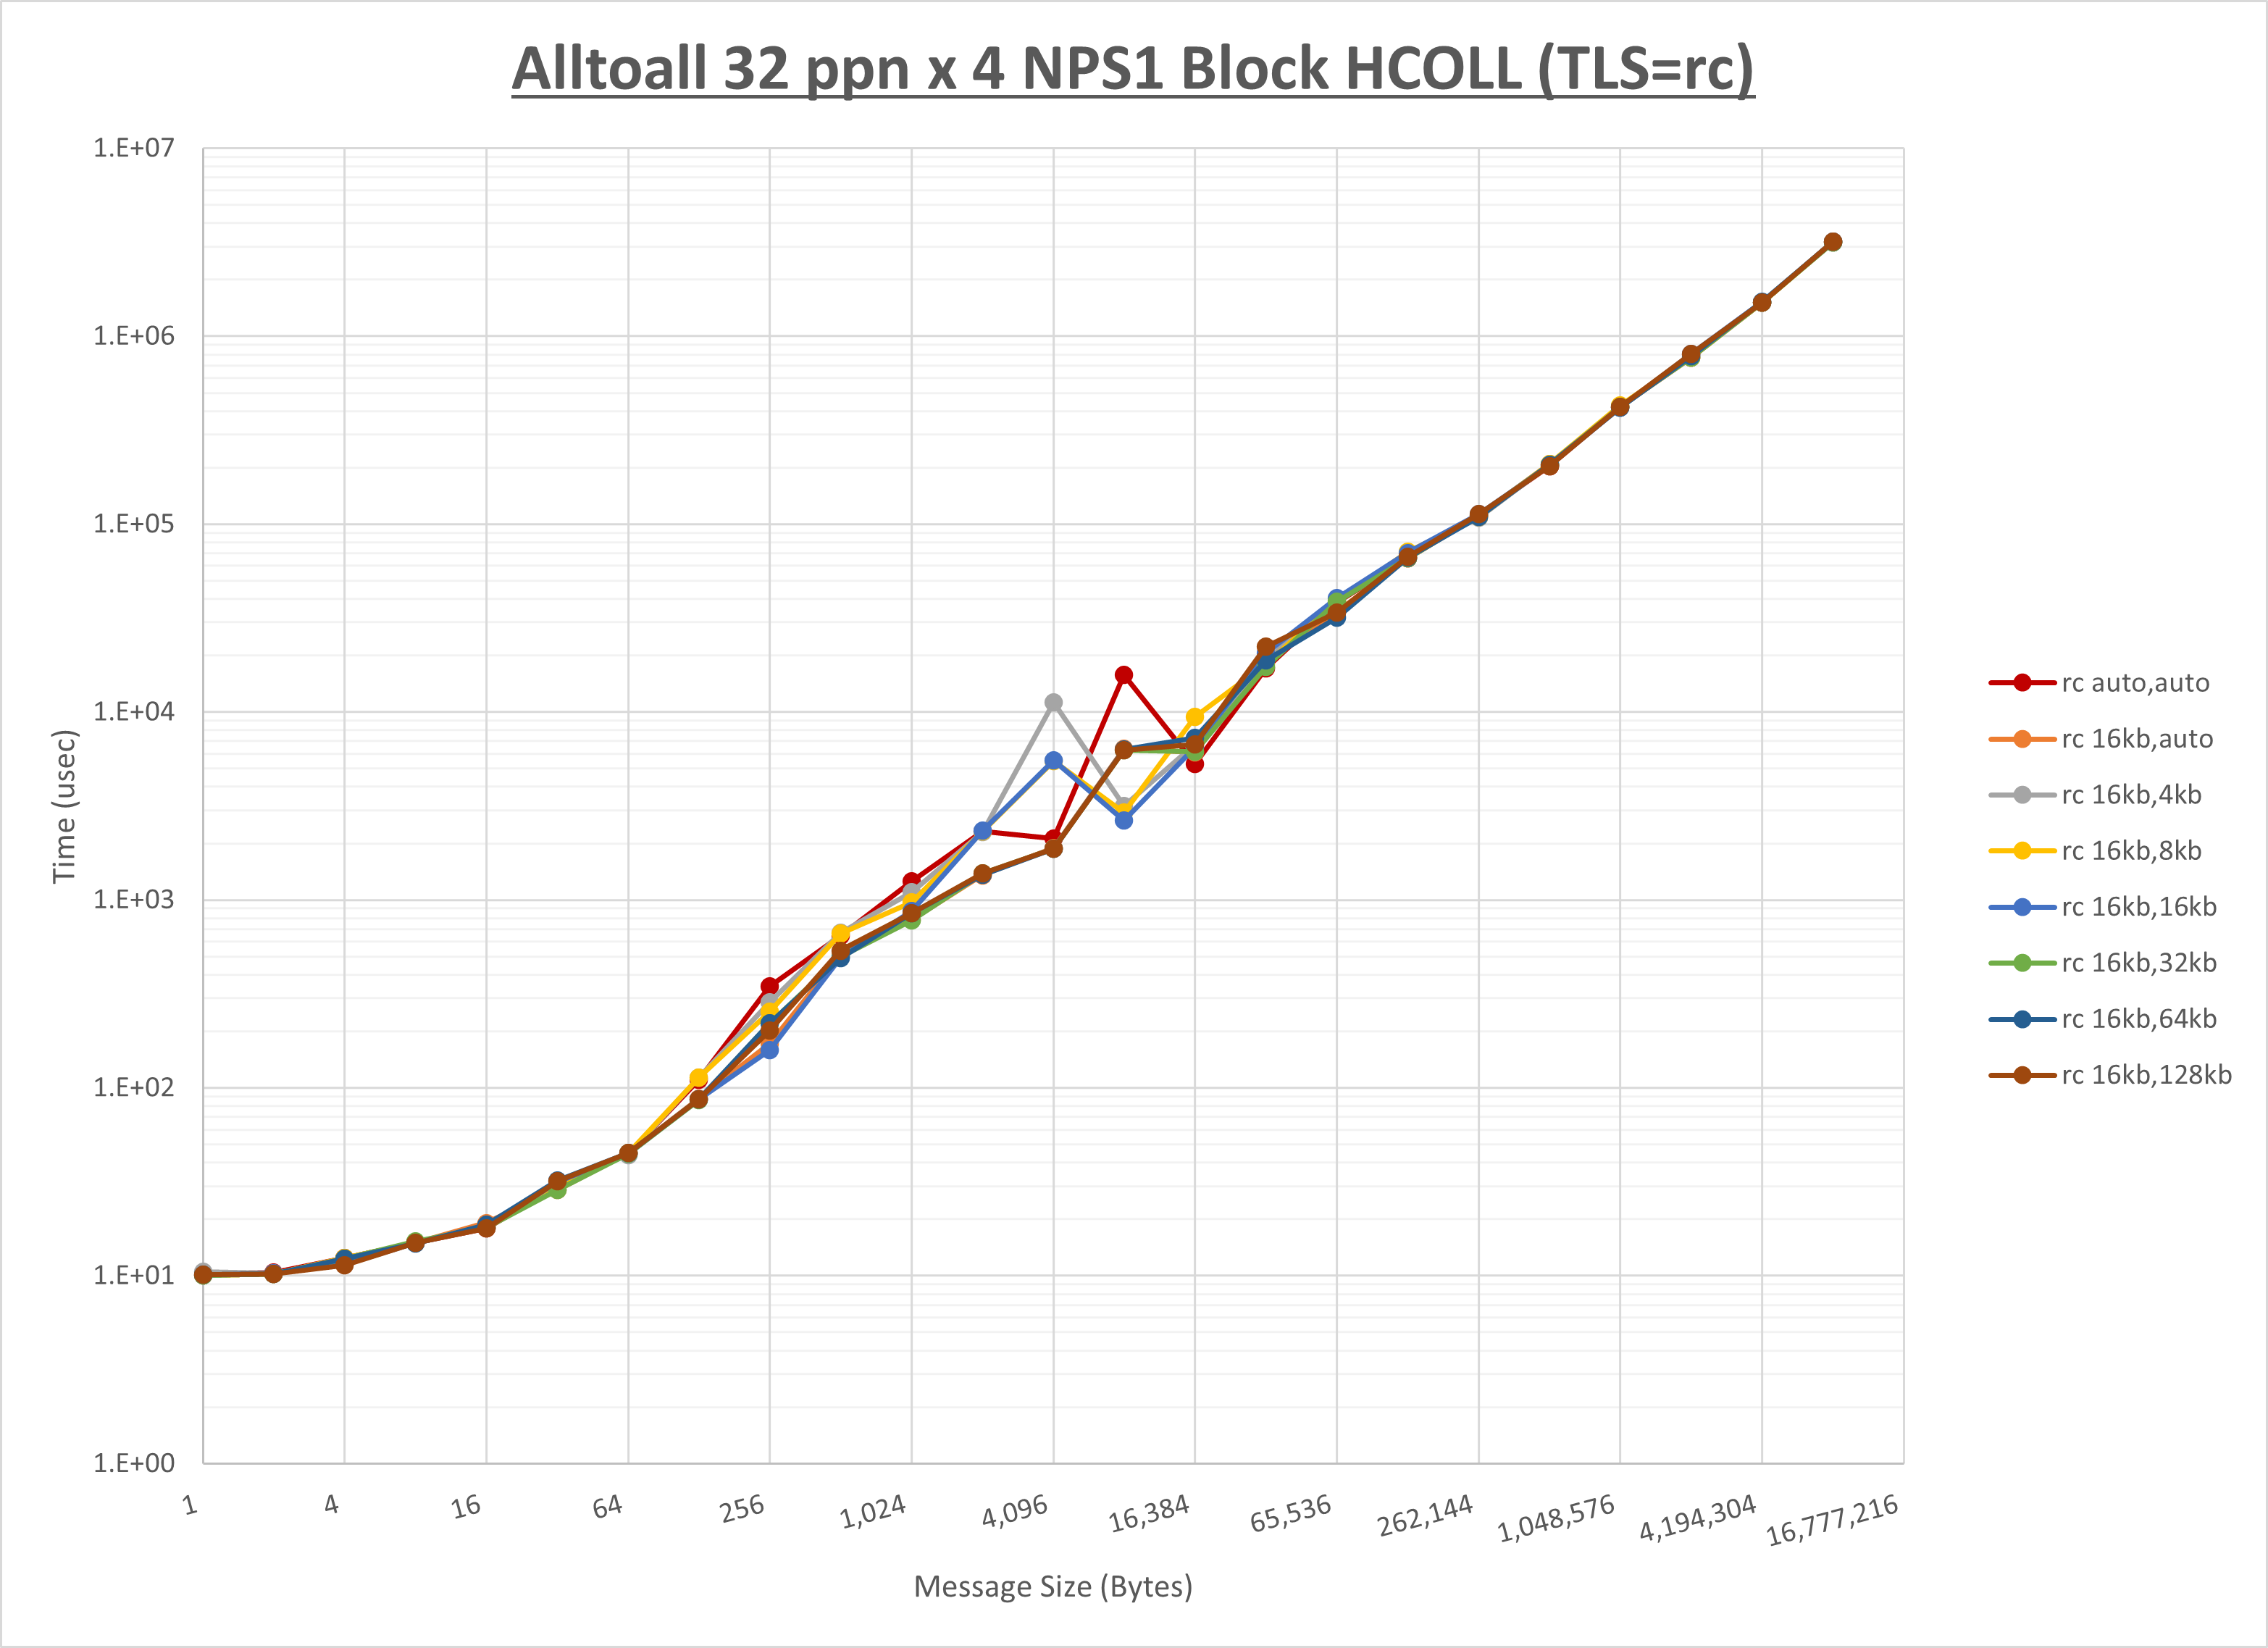 Alltoall 32 ppn x 4 NPS1 Block HCOLL (TLS=rc)
1.E+07
1.E+06
1.E+05
1.E+04
1.E+03
1.E+02
1.E+01
1.E+00
Time (usec)
1
4
16
64
256
1,024
4,096
16,384
65,536
262,144
1,048,576
4,194,304
16,777,216
Message Size (Bytes)
rc auto,auto
rc 16kb,auto
rc 16kb,4kb
rc 16kb,8kb
rc 16kb,16kb
rc 16kb,32kb
rc 16kb,64kb
rc 16kb,128kb